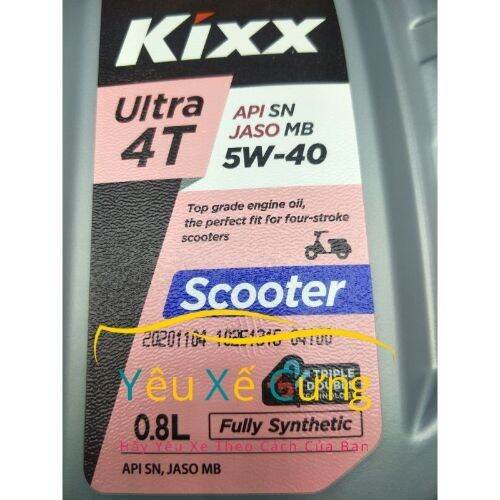 Kixx
Ultra
4T
API SN
JASO MB
5W-40
Top grade engine oil,
the perfect fit for four-stroke
scooters
Scooter
20201104
TRIPLE
DOUBLE
TECHNOLOGY
Yêu Xế Cưng
0.8L
Fully Synthetic
Hãy Yêu Xe Theo Cách Của Bạn
API SN, JASO MB